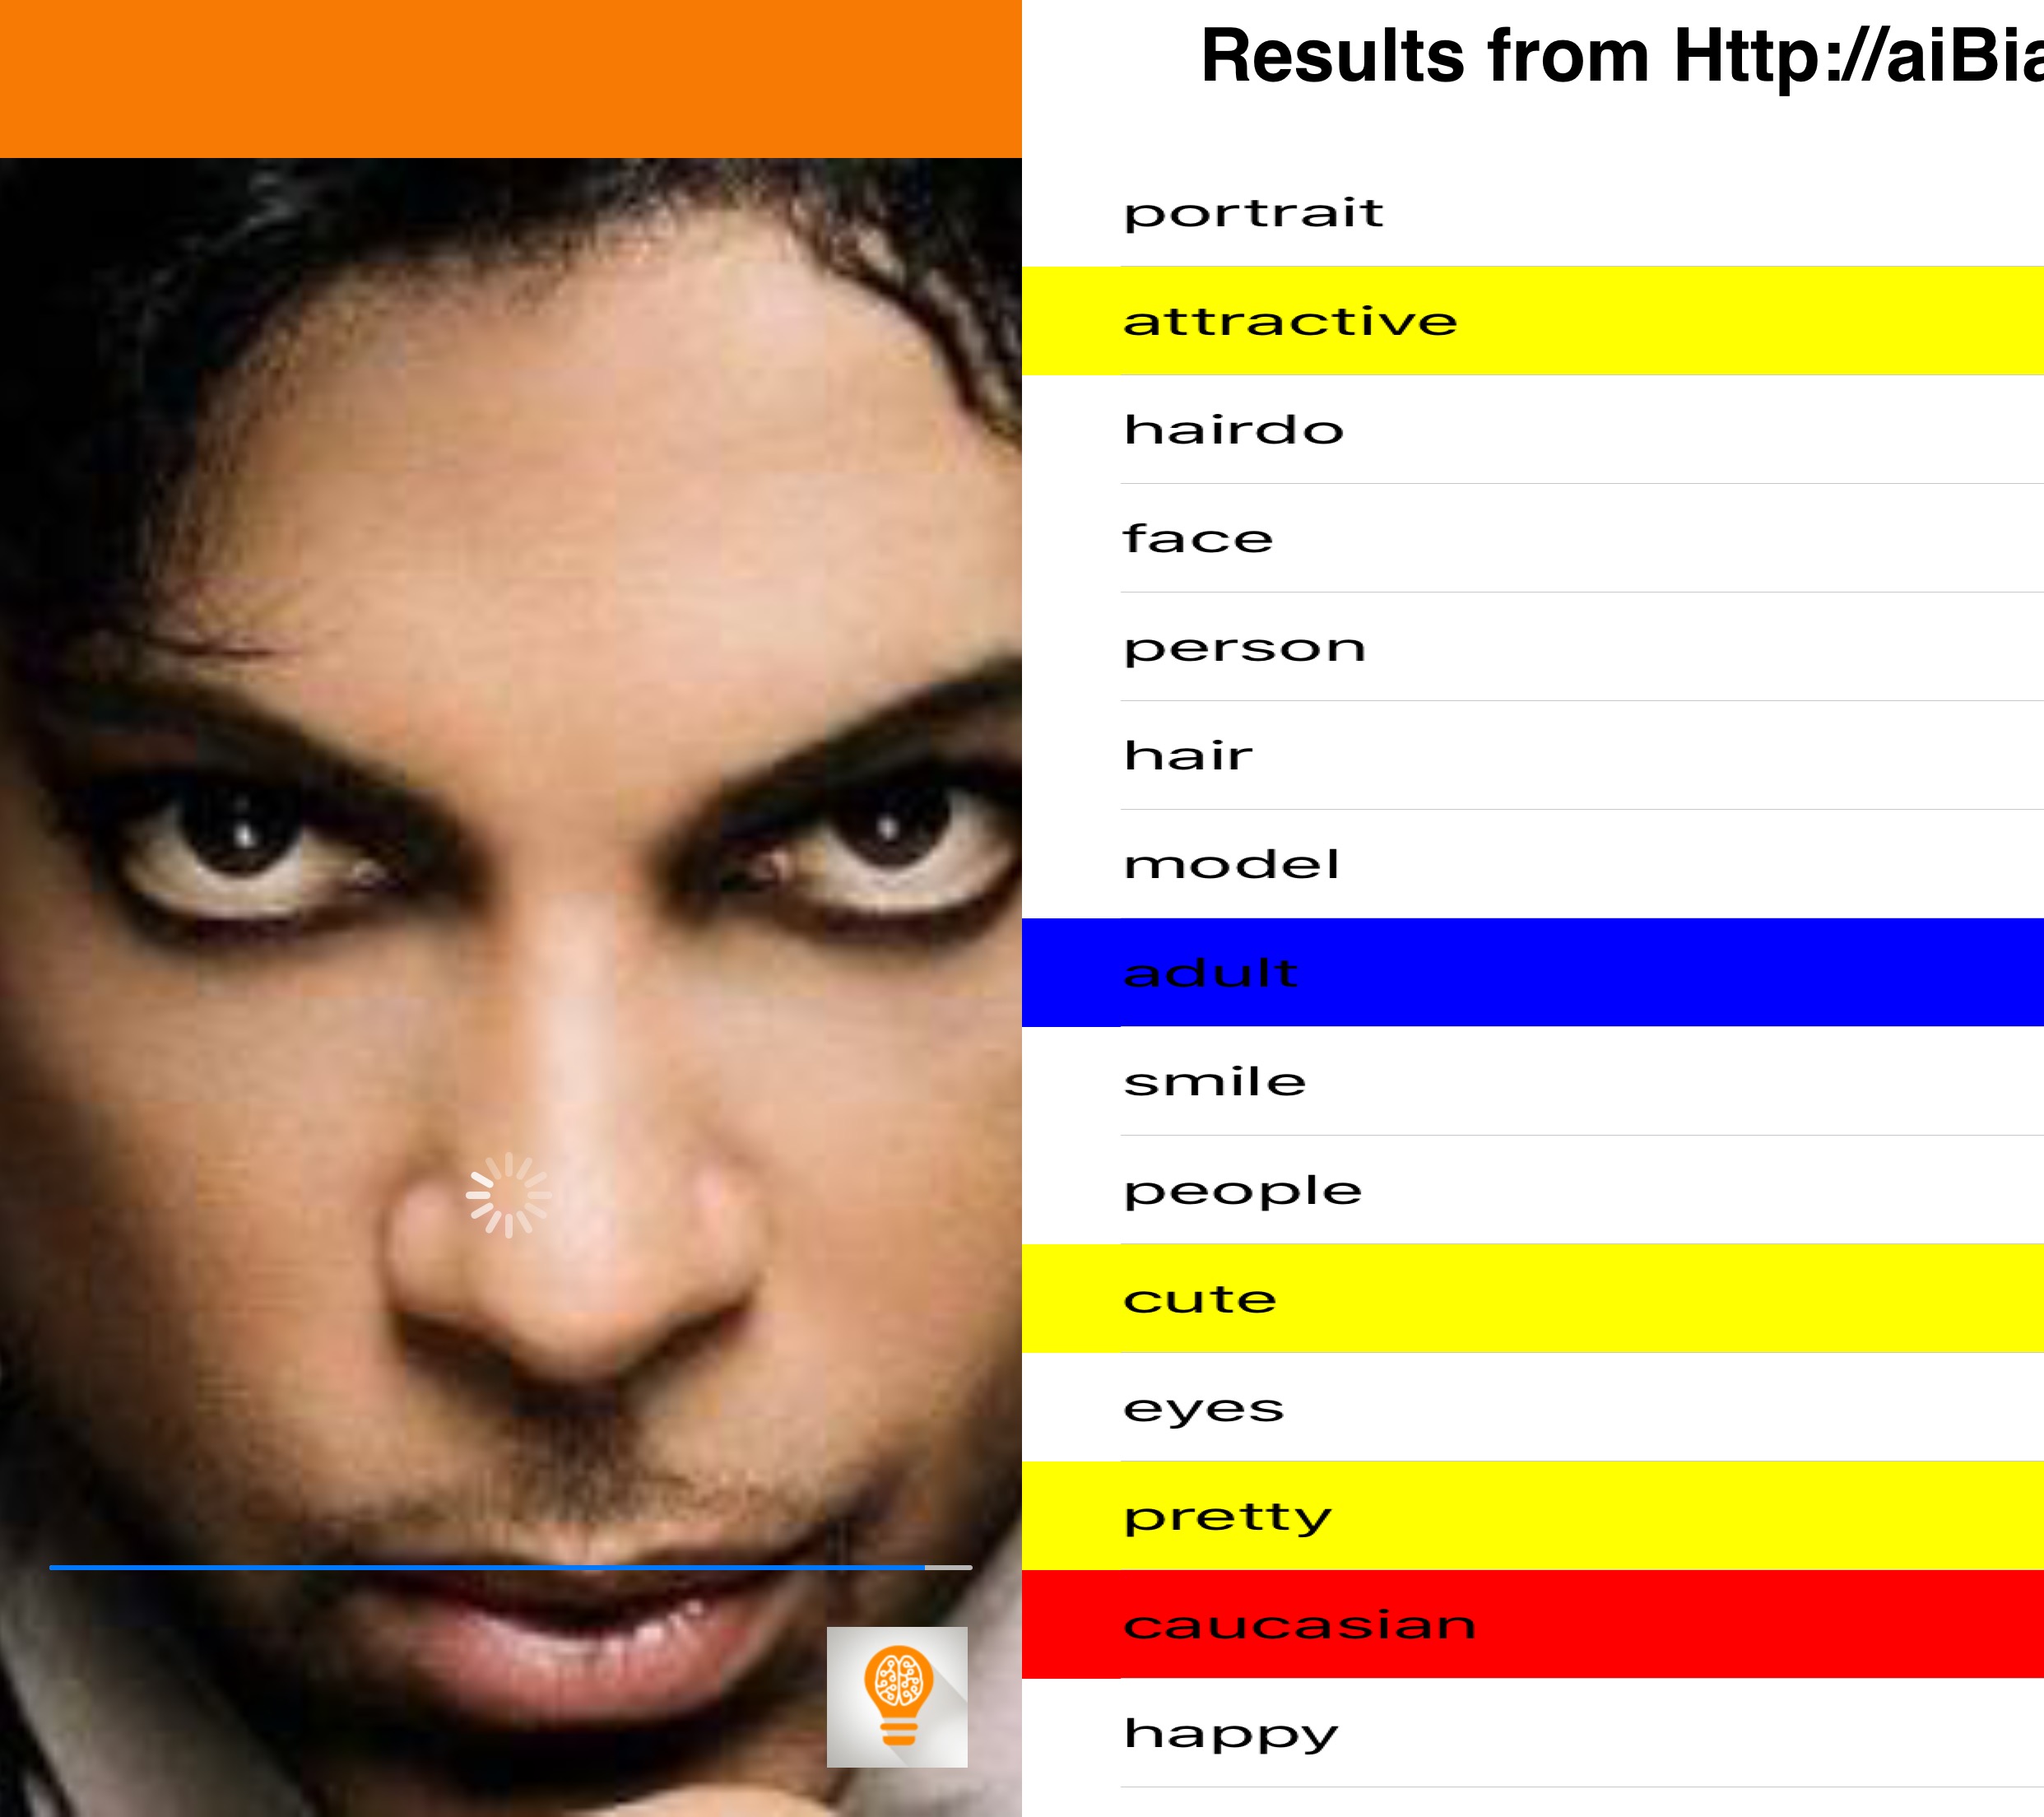 Results from Http://aiBia
portrait
attractive
hairdo
face
person
hair
model
adult
smile
people
cute
eyes
pretty
caucasian
happy